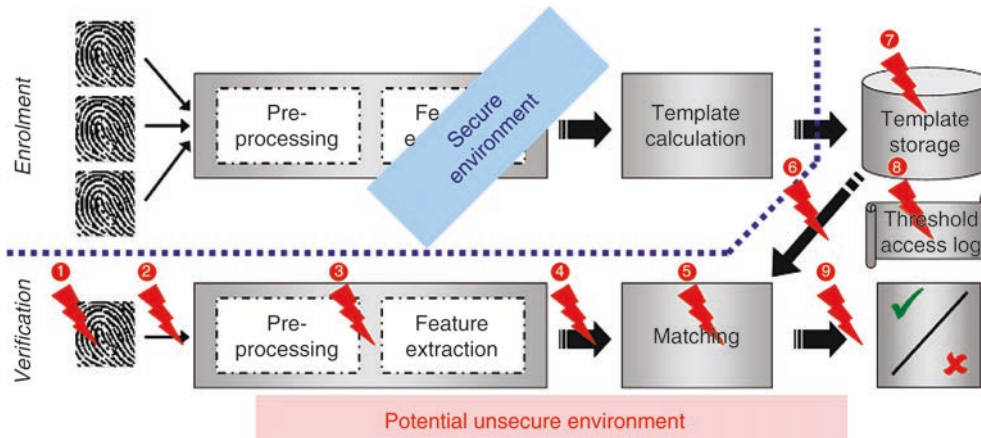 Enrolment
Pre-
processing
Fe
e
Secure
environment
Template
calculation
7
Template
storage
6
8
Threshold
access log
Verification
1
2
3
4
5
9
Pre-
processing
Feature
extraction
Matching
Potential unsecure environment